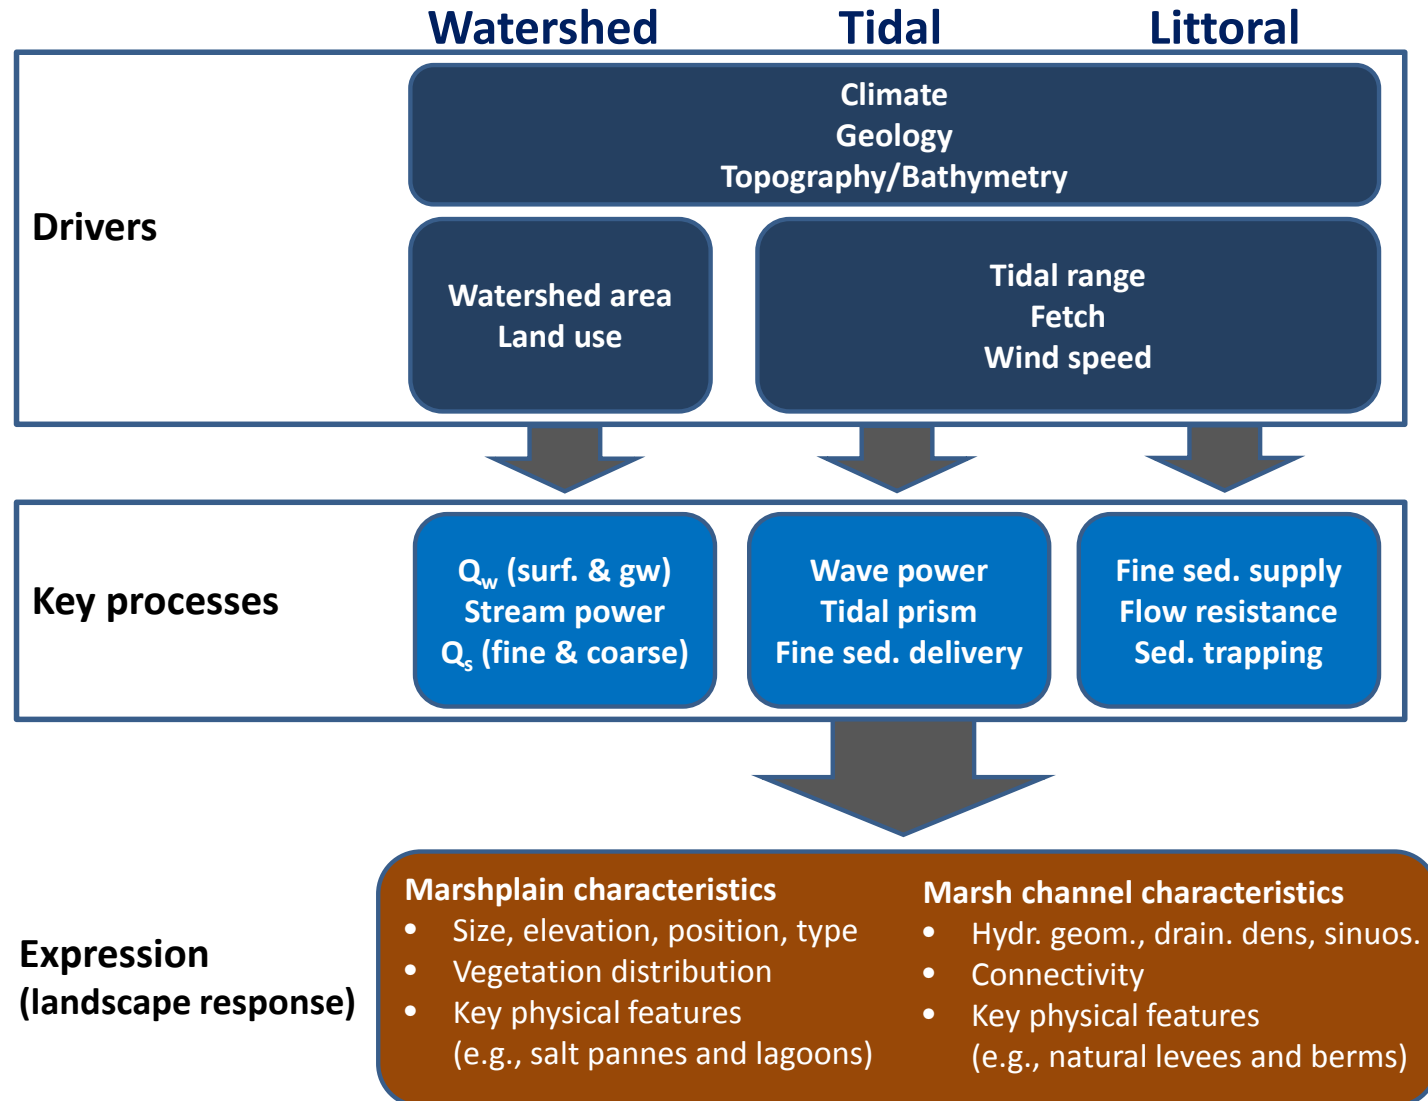 Watershed Tidal Littoral
Climate
Geology
Topography/Bathymetry
Drivers
Watershed area
Land use
Tidal range
Fetch
Wind speed
Key processes
Qw (surf. & gw)
Stream power
Qs (fine & coarse)
Wave power
Tidal prism
Fine sed. delivery
Fine sed. supply
Flow resistance
Sed. trapping
Expression
(landscape response)
Marshplain characteristics
• Size, elevation, position, type
• Vegetation distribution
• Key physical features
(e.g., salt pannes and lagoons)
Marsh channel characteristics
• Hydr. geom., drain. dens, sinuos.
• Connectivity
• Key physical features
(e.g., natural levees and berms)